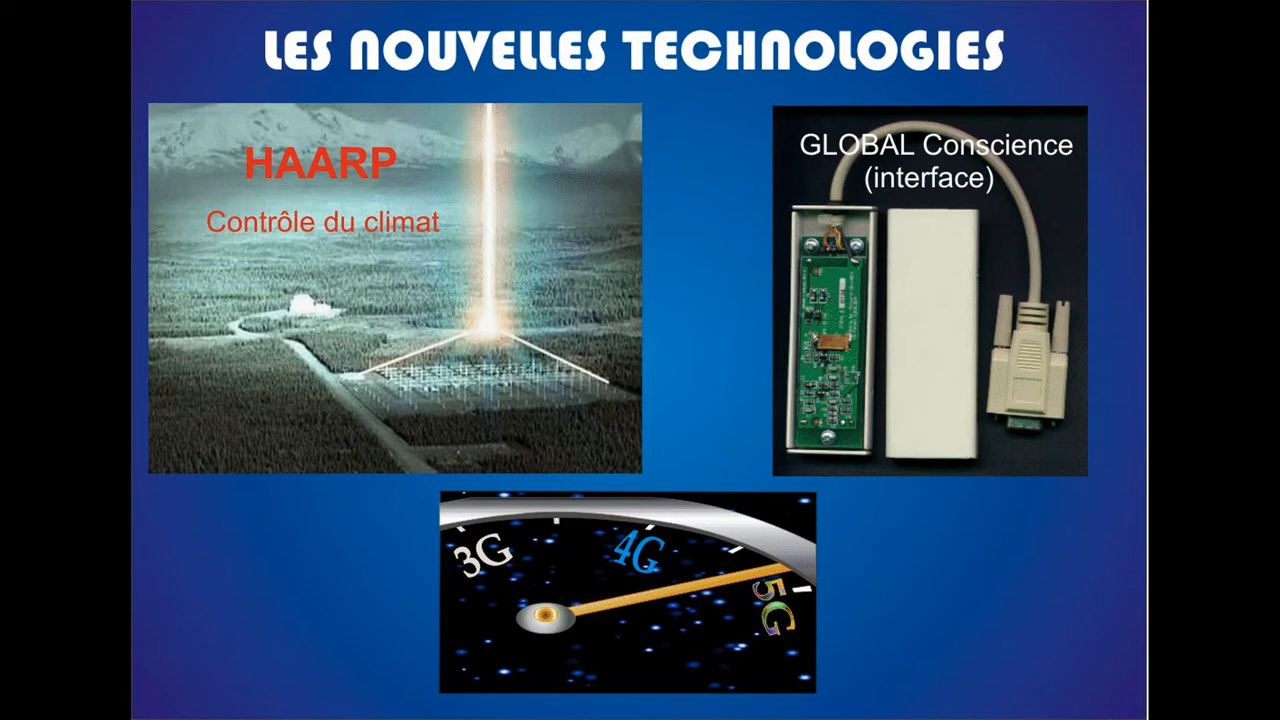 LES NOUVELLES TECHNOLOGIES
HAARP
Contrôle du climat
GLOBAL Conscience
(interface)
3G
4G
5G